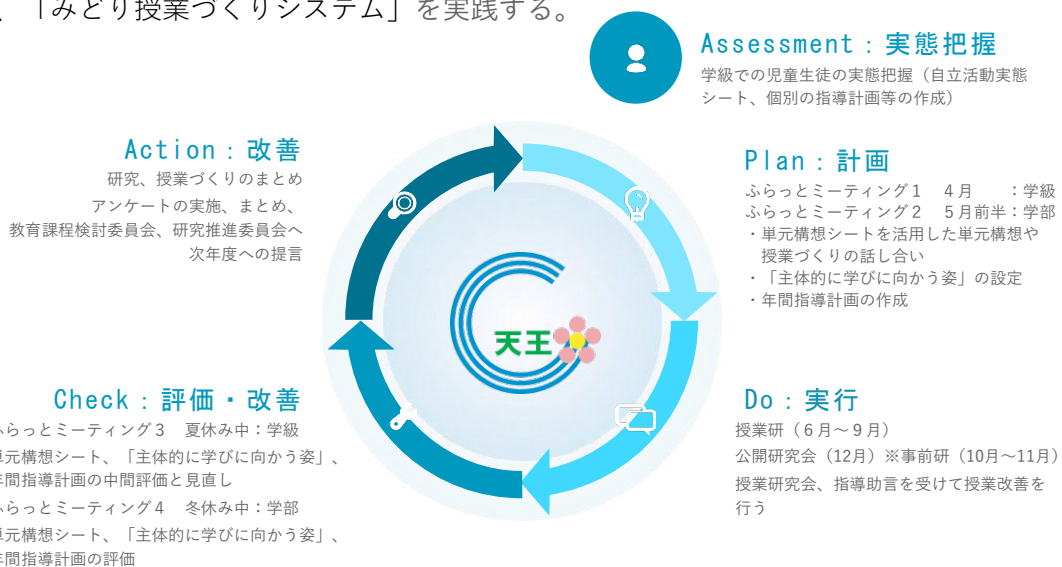 「みどり授業づくりシステム」を実践する。
Assessment：実態把握
学級での児童生徒の実態把握（自立活動実態
シート、個別の指導計画等の作成）
Action：改善
研究、授業づくりのまとめ
アンケートの実施、まとめ、
教育課程検討委員会、研究推進委員会へ
次年度への提言
Plan：計画
ふらっとミーティング１　４月　　：学級
ふらっとミーティング２　５月前半：学部
・単元構想シートを活用した単元構想や
授業づくりの話し合い
・「主体的に学びに向かう姿」の設定
・年間指導計画の作成
天王
Check：評価・改善
らっとミーティング３　夏休み中：学級
元構想シート、「主体的に学びに向かう姿」、
間指導計画の中間評価と見直し
らっとミーティング４　冬休み中：学部
元構想シート、「主体的に学びに向かう姿」、
間指導計画の評価
Do：実行
授業研（６月～９月）
公開研究会（12月）※事前研（10月～11月）
授業研究会、指導助言を受けて授業改善を
行う